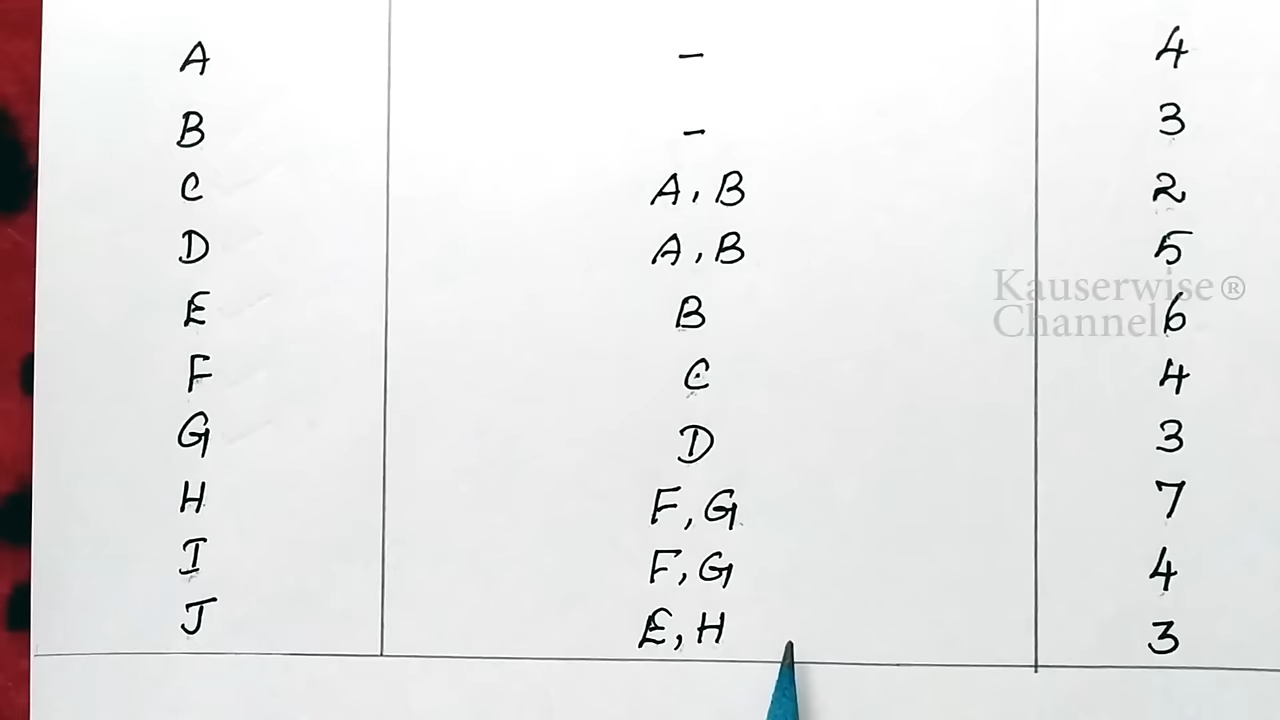 A - 4
B - 3
C A, B 2
D A, B 5
Kauserwise®
Channel
E B 6
F C 4
G D 3
H F, G 7
I F, G 4
J E, H 3